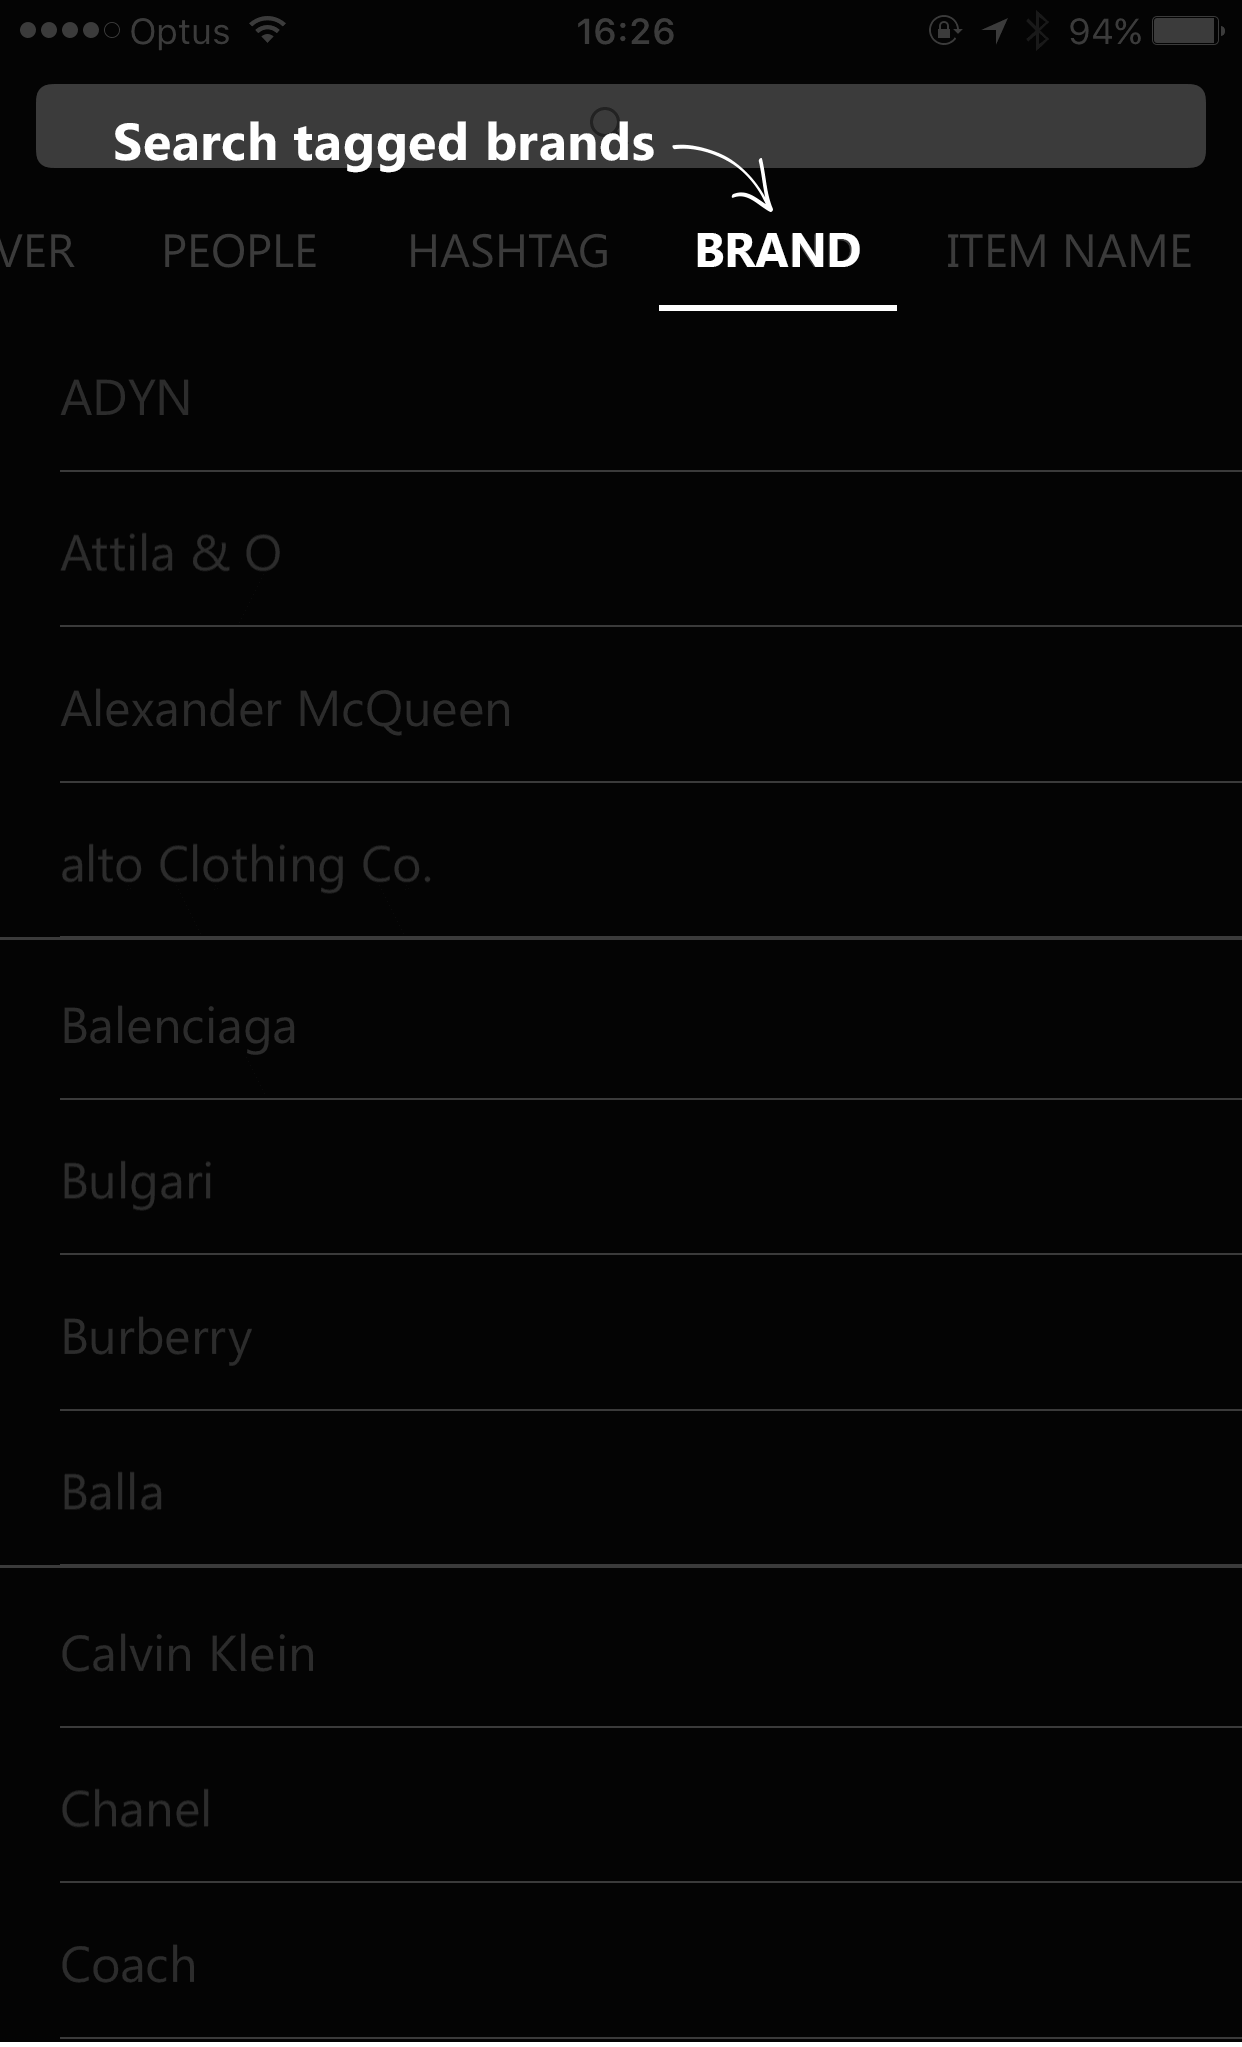 Optus 16:26 94%
Search tagged brands
VER PEOPLE HASHTAG BRAND ITEM NAME
ADYN
Attila & O
Alexander McQueen
alto Clothing Co.
Balenciaga
Bulgari
Burberry
Balla
Calvin Klein
Chanel
Coach